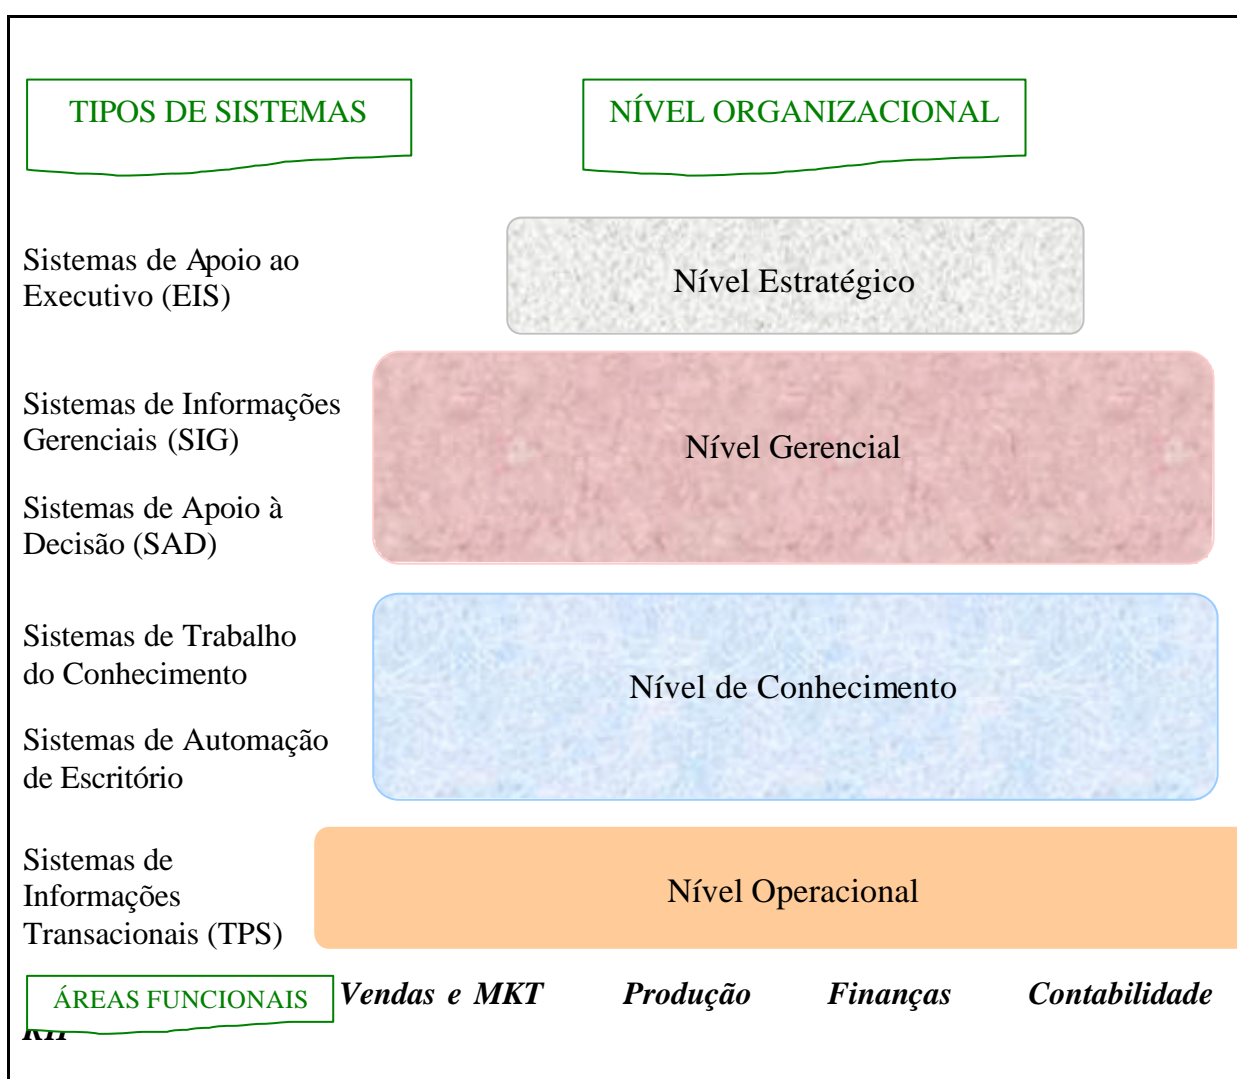 TIPOS DE SISTEMAS
NÍVEL ORGANIZACIONAL
Sistemas de Apoio ao
Executivo (EIS)
Nível Estratégico
Sistemas de Informações
Gerenciais (SIG)
Nível Gerencial
Sistemas de Apoio à
Decisão (SAD)
Sistemas de Trabalho
do Conhecimento
Nível de Conhecimento
Sistemas de Automação
de Escritório
Sistemas de
Informações
Transacionais (TPS)
Nível Operacional
ÁREAS FUNCIONAIS
Vendas e MKT Produção Finanças Contabilidade